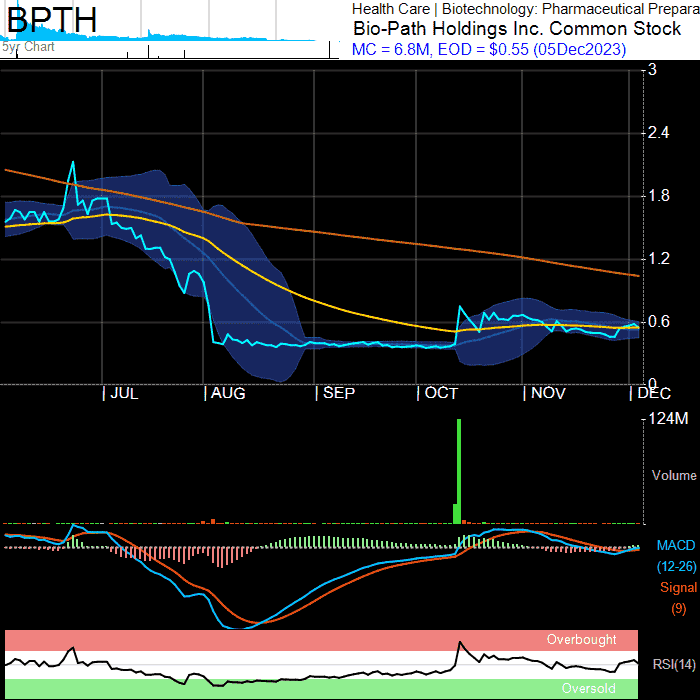 BPTH
5yr Chart
Health Care | Biotechnology: Pharmaceutical Prepara
Bio-Path Holdings Inc. Common Stock
MC = 6.8M, EOD = $0.55 (05Dec2023)
3
2.4
1.8
1.2
0.6
0
| JUL | AUG | SEP | OCT | NOV | DEC
124M
Volume
MACD
(12-26)
Signal
(9)
Overbought
RSI(14)
Oversold